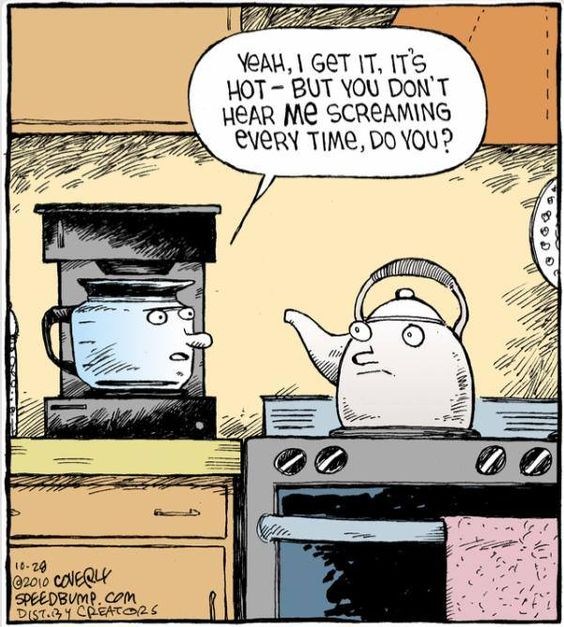 YEAH, I GET IT, IT'S
HOT – BUT YOU DON'T
HEAR ME SCREAMING
EVERY TIME, DO YOU?
10-28
©2010 COVERLY
SPEEDBUMP.COM
DIST. BY CREATORS